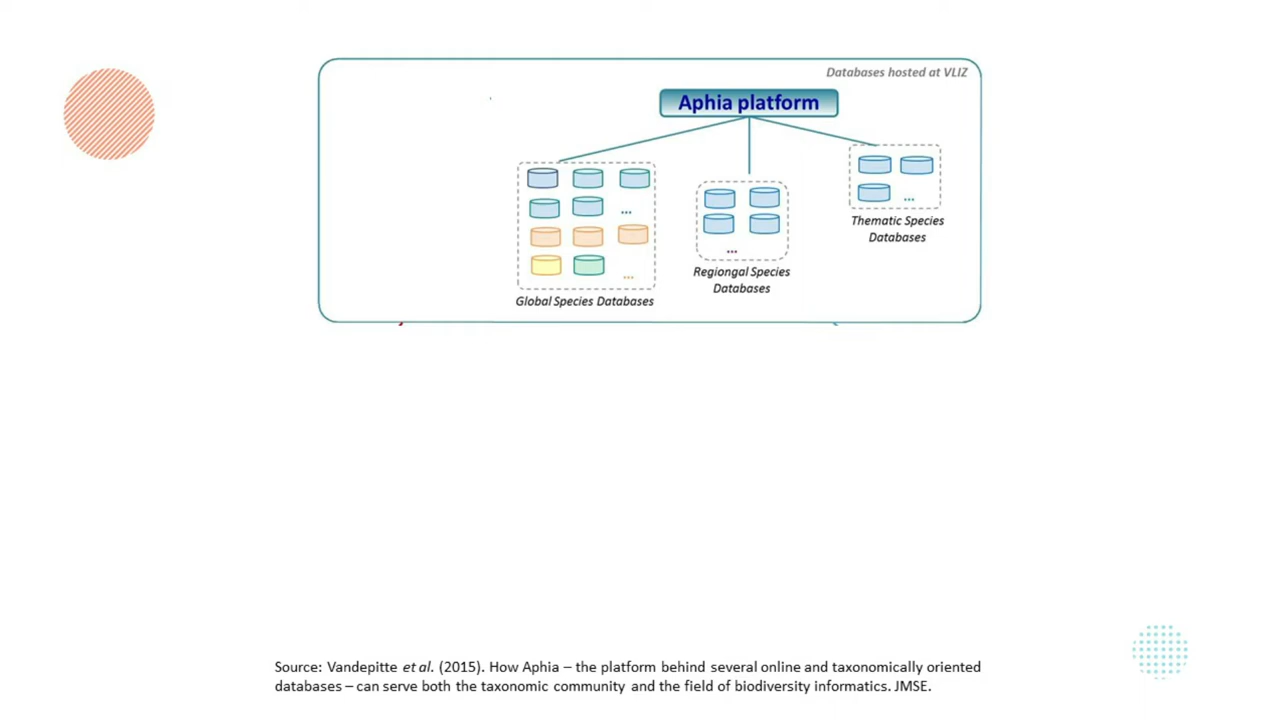 Databases hosted at VLIZ
Aphia platform
...
...
Thematic Species
Databases
...
Regiongal Species
Databases
...
Global Species Databases
Source: Vandepitte et al. (2015). How Aphia – the platform behind several online and taxonomically oriented
databases – can serve both the taxonomic community and the field of biodiversity informatics. JMSE.